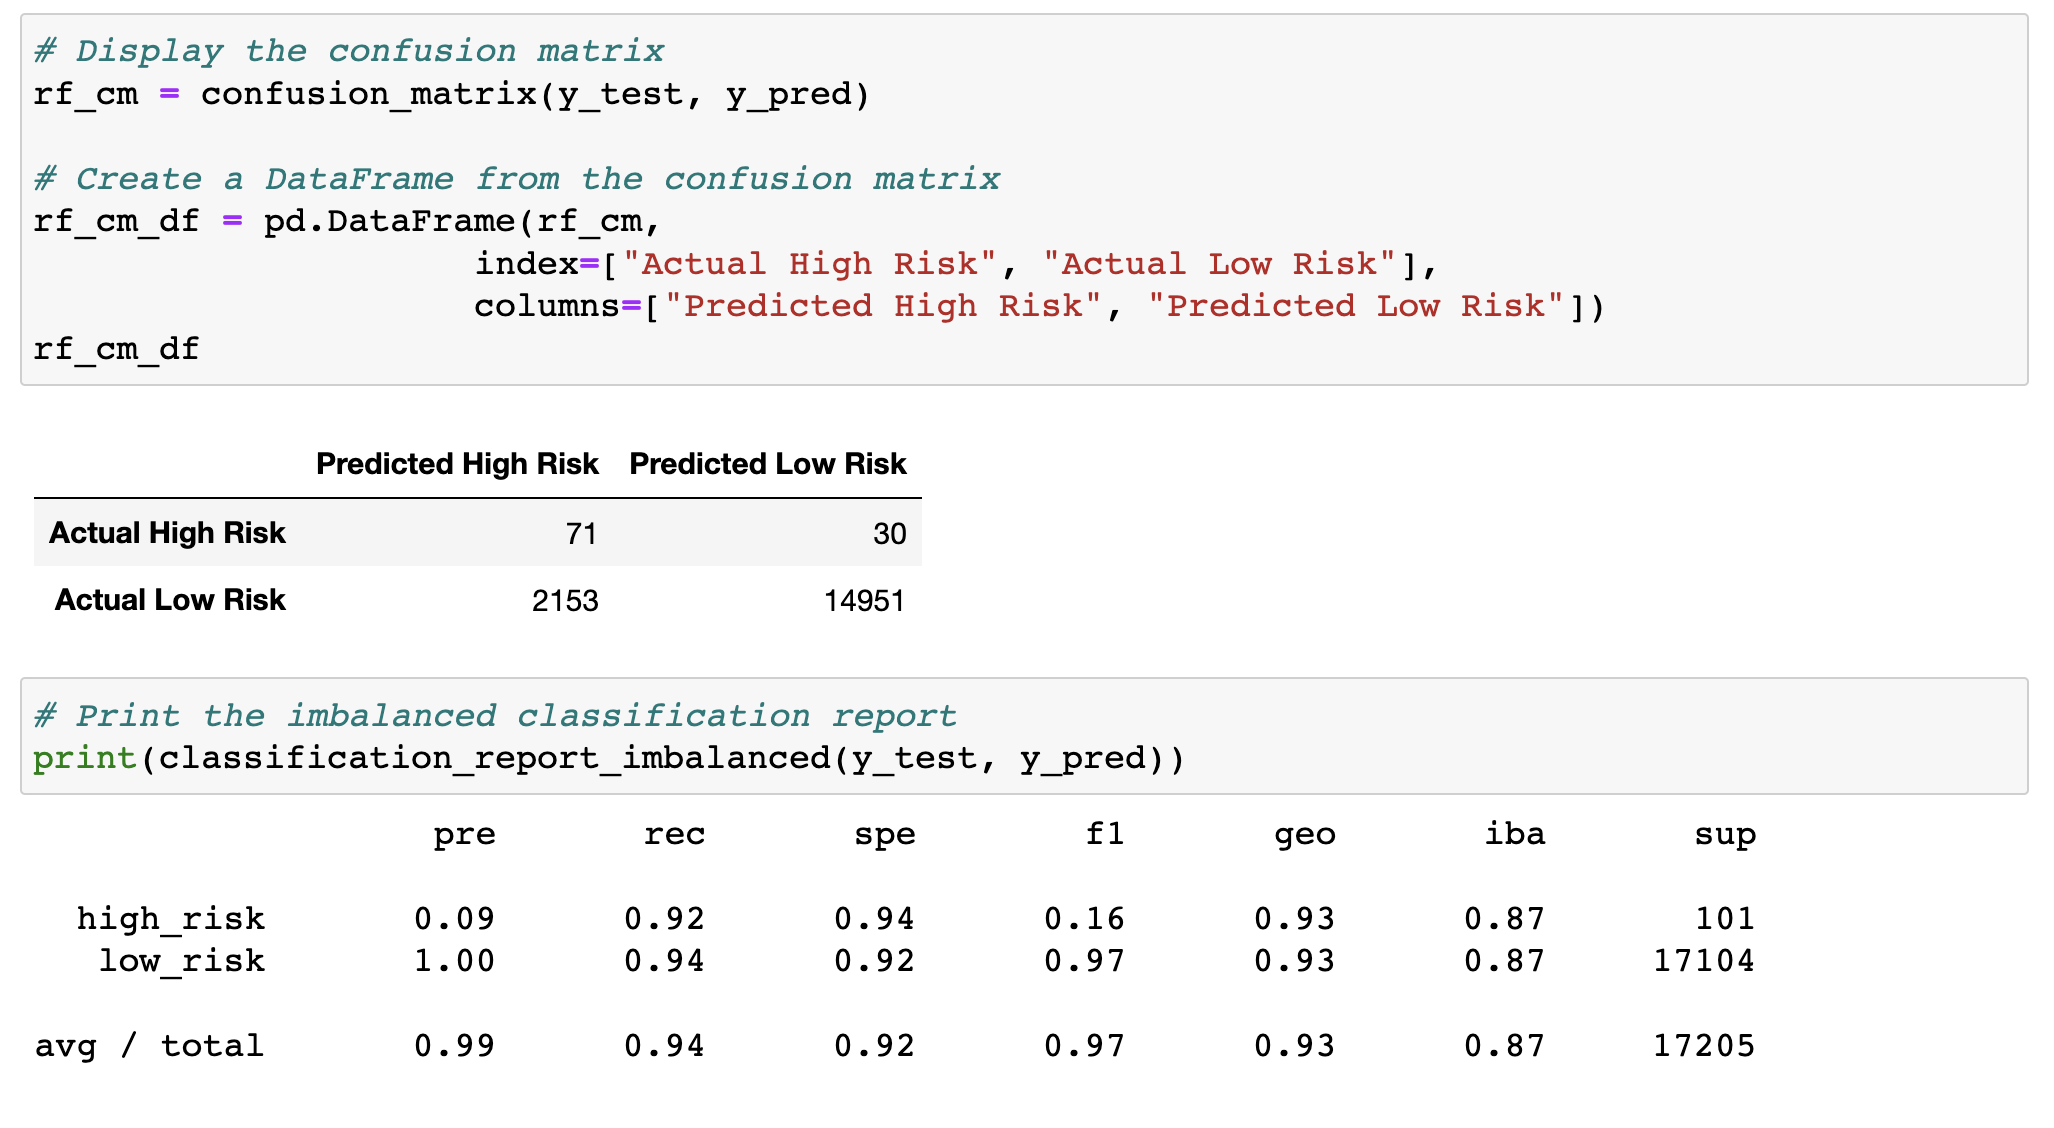 # Display the confusion matrix
rf_cm = confusion_matrix(y_test, y_pred)
# Create a DataFrame from the confusion matrix
rf_cm_df = pd.DataFrame(rf_cm,
index=["Actual High Risk", "Actual Low Risk"],
columns=["Predicted High Risk", "Predicted Low Risk"])
rf_cm_df
Predicted High Risk Predicted Low Risk
Actual High Risk 71 30
Actual Low Risk 2153 14951
# Print the imbalanced classification report
print(classification_report_imbalanced(y_test, y_pred))
pre rec spe f1 geo iba sup
high_risk 0.09 0.92 0.94 0.16 0.93 0.87 101
low_risk 1.00 0.94 0.92 0.97 0.93 0.87 17104
avg / total 0.99 0.94 0.92 0.97 0.93 0.87 17205